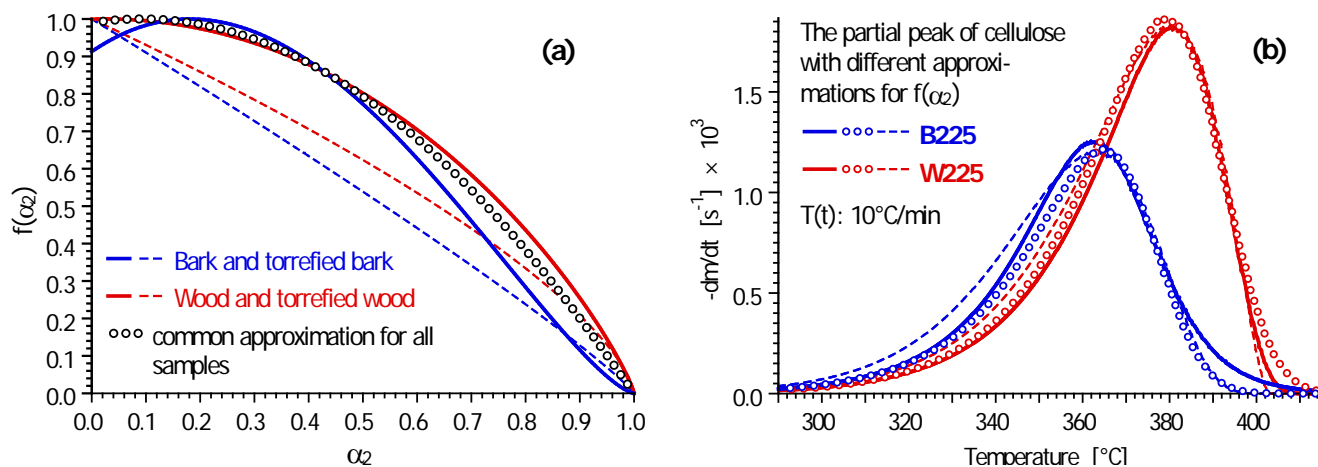 (a)
1.0
0.9
0.8
0.7
0.6
0.5
0.4
0.3
0.2
0.1
0.0
f(α2)
Bark and torrefied bark
Wood and torrefied wood
common approximation for all
samples
0.0 0.1 0.2 0.3 0.4 0.5 0.6 0.7 0.8 0.9 1.0
α2
(b)
The partial peak of cellulose
with different approxi-
mations for f(α2)
B225
W225
T(t): 10°C/min
1.5
1.0
0.5
0.0
-dm/dt [s-1] × 103
300 320 340 360 380 400
Temperature [°C]